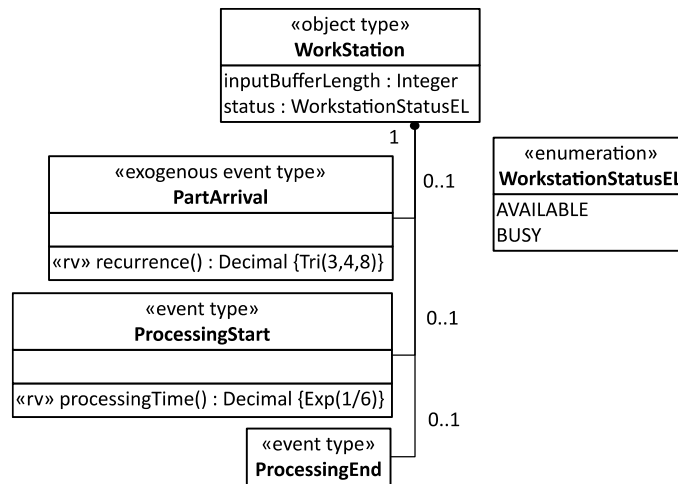 «object type»
WorkStation
inputBufferLength : Integer
status : WorkstationStatusEL
1
«exogenous event type»
PartArrival
«rv» recurrence() : Decimal {Tri(3,4,8)}
0..1
«enumeration»
WorkstationStatusEL
AVAILABLE
BUSY
«event type»
ProcessingStart
«rv» processingTime() : Decimal {Exp(1/6)}
0..1
0..1
«event type»
ProcessingEnd